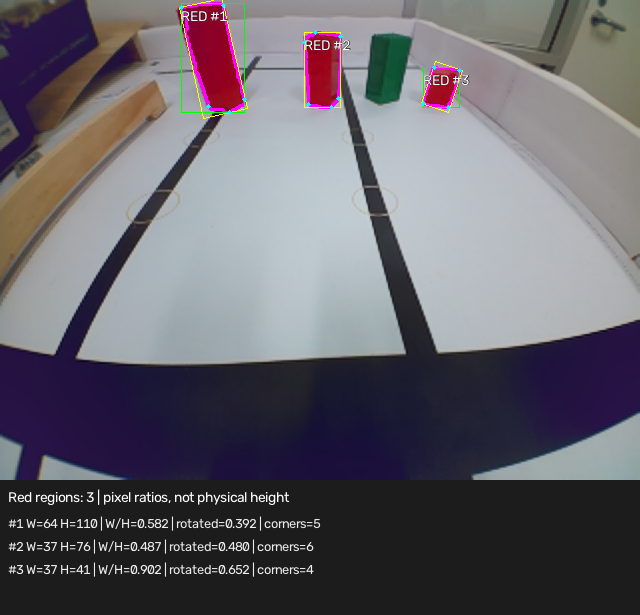 RED #1
RED #2
RED #3
Red regions: 3 | pixel ratios, not physical height
#1 W=64 H=110 | W/H=0.582 | rotated=0.392 | corners=5
#2 W=37 H=76 | W/H=0.487 | rotated=0.480 | corners=6
#3 W=37 H=41 | W/H=0.902 | rotated=0.652 | corners=4